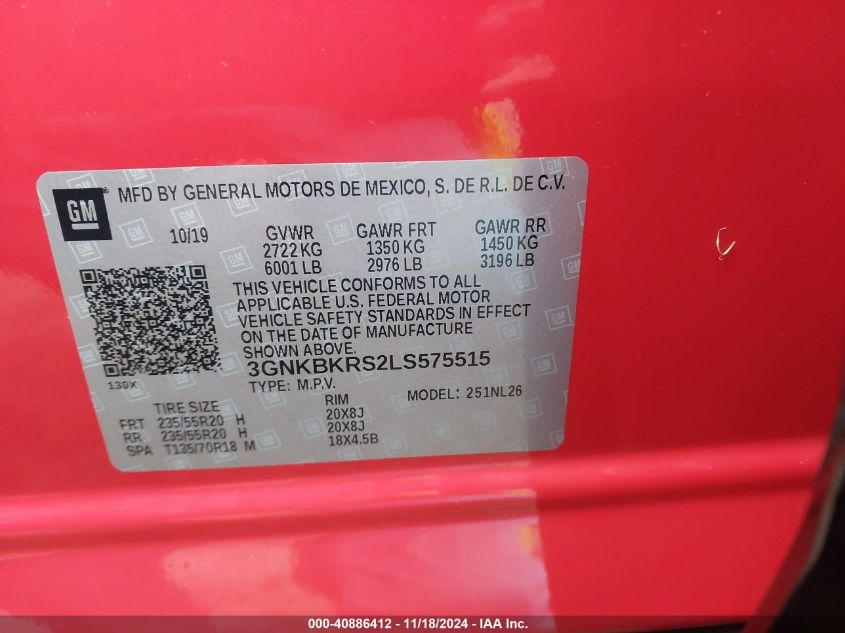 GM
MFD BY GENERAL MOTORS DE MEXICO, S. DE R.L. DE C.V.
10/19 GVWR GAWR FRT GAWR RR
2722 KG 1350 KG 1450 KG
6001 LB 2976 LB 3196 LB
THIS VEHICLE CONFORMS TO ALL
APPLICABLE U.S. FEDERAL MOTOR
VEHICLE SAFETY STANDARDS IN EFFECT
ON THE DATE OF MANUFACTURE
SHOWN ABOVE.
3GNKBKRS2LS575515
130X
TYPE: M.P.V. MODEL: 251NL26
TIRE SIZE RIM
FRT 235/55R20 H 20X8J
RR 235/55R20 H 20X8J
SPA T135/70R18 M 18X4.5B
000-40886412 - 11/18/2024 - IAA Inc.